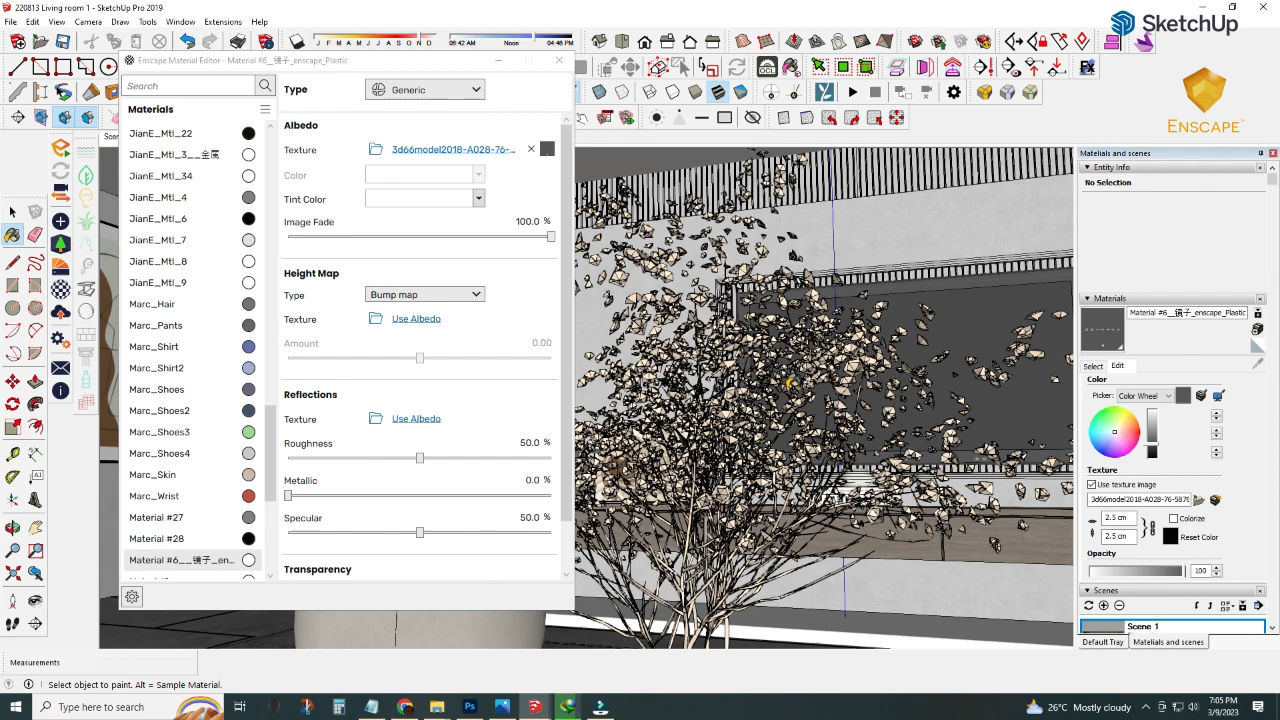 220813 Living room 1 - SketchUp Pro 2019
File Edit View Camera Draw Tools Window Extensions Help
J F M A M J J A S O N D
06:42 AM Noon 04:46 PM
SketchUp
ENSCAPE™
Enscape Material Editor - Material #6__镜子_enscape_Plastic
Search
Materials
JianE_Mtl_22
JianE_Mtl_3__金属
JianE_Mtl_34
JianE_Mtl_4
JianE_Mtl_6
JianE_Mtl_7
JianE_Mtl_8
JianE_Mtl_9
Marc_Hair
Marc_Pants
Marc_Shirt
Marc_Shirt2
Marc_Shoes
Marc_Shoes2
Marc_Shoes3
Marc_Shoes4
Marc_Skin
Marc_Wrist
Material #27
Material #28
Material #6__镜子_en...
Type Generic
Albedo
Texture 3d66model2018-A028-76-...
Color
Tint Color
Image Fade 100.0 %
Height Map
Type Bump map
Texture Use Albedo
Amount 0.00
Reflections
Texture Use Albedo
Roughness 50.0 %
Metallic 0.0 %
Specular 50.0 %
Transparency
Materials and scenes
Entity Info
No Selection
Materials
Material #6__镜子_enscape_Plastic
Select Edit
Color
Picker: Color Wheel
Texture
Use texture image
3d66model2018-A028-76-5876
2.5 cm Colorize
2.5 cm Reset Color
Opacity
100
Scenes
Scene 1
Default Tray Materials and scenes
Measurements
Select object to paint. Alt = Sample Material.
Type here to search
26°C Mostly cloudy
7:05 PM
3/9/2023